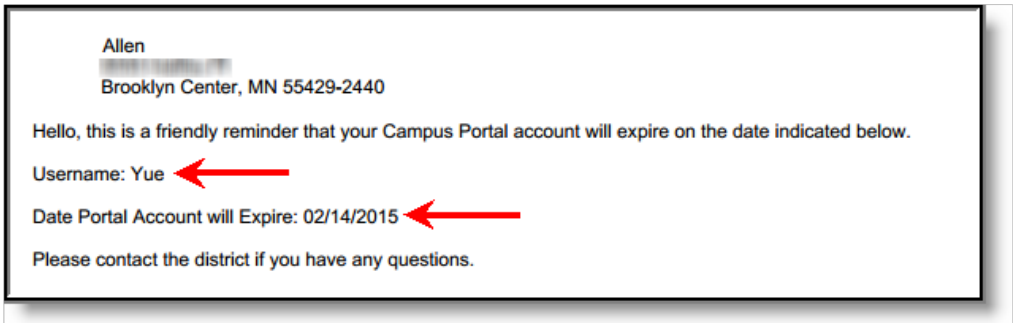 Allen
Brooklyn Center, MN 55429-2440
Hello, this is a friendly reminder that your Campus Portal account will expire on the date indicated below.
Username: Yue
Date Portal Account will Expire: 02/14/2015
Please contact the district if you have any questions.